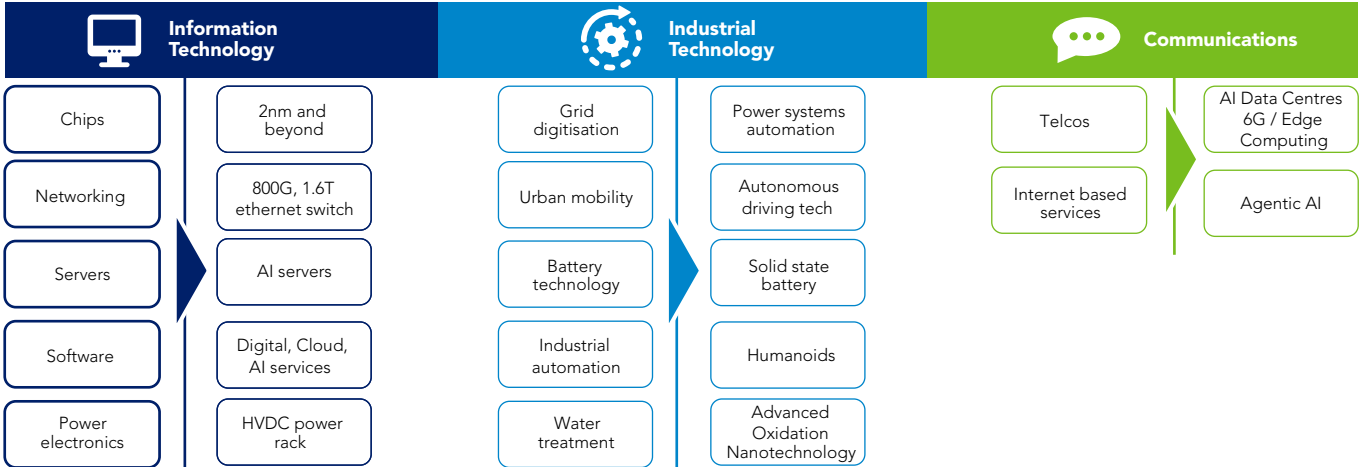 Information
Technology
Chips
2nm and
beyond
Networking
800G, 1.6T
ethernet switch
Servers
AI servers
Software
Digital, Cloud,
AI services
Power
electronics
HVDC power
rack
Industrial
Technology
Grid
digitisation
Power systems
automation
Urban mobility
Autonomous
driving tech
Battery
technology
Solid state
battery
Industrial
automation
Humanoids
Water
treatment
Advanced
Oxidation
Nanotechnology
Communications
Telcos
AI Data Centres
6G / Edge
Computing
Internet based
services
Agentic AI